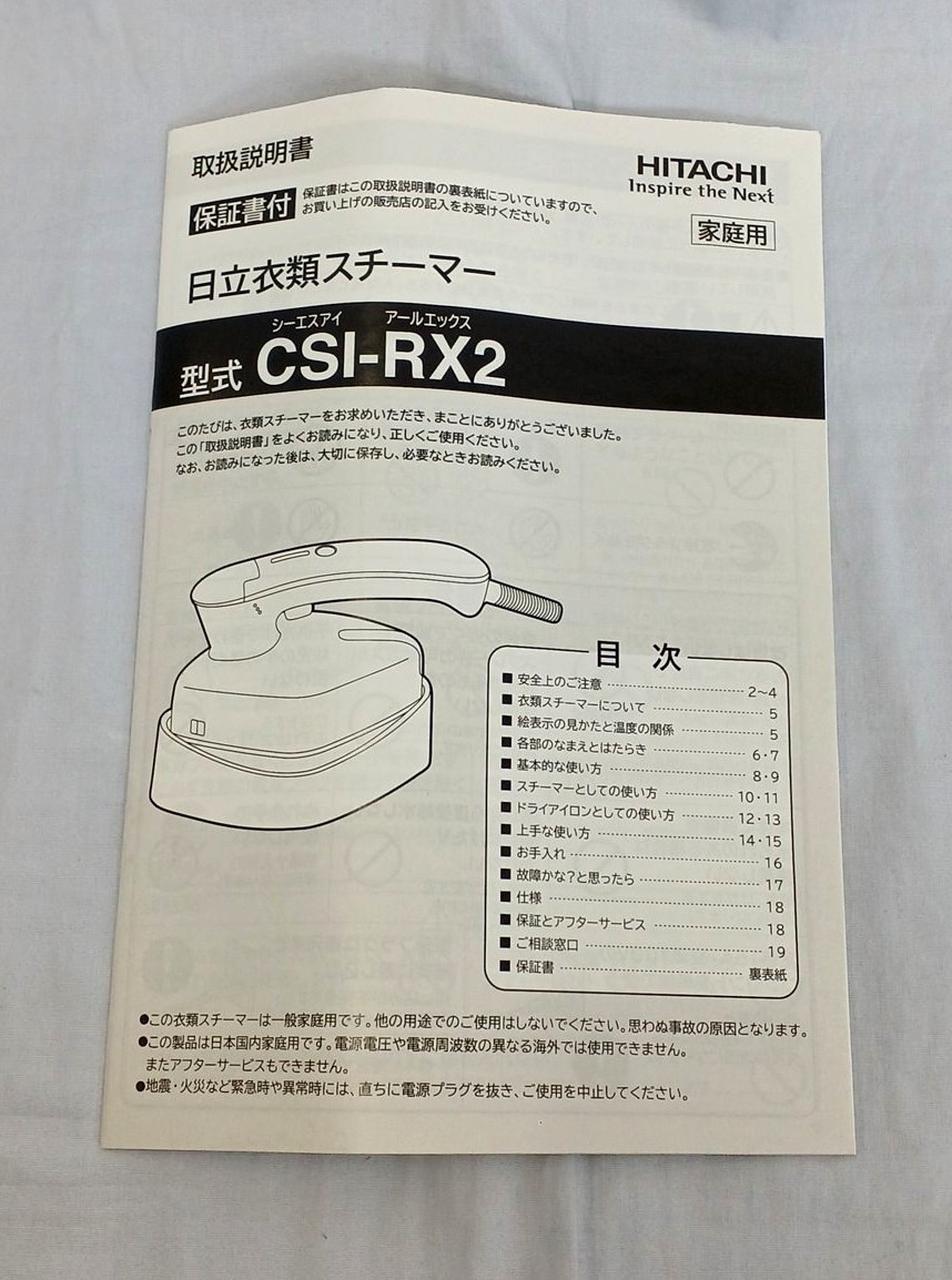 取扱説明書
HITACHI
Inspire the Next
保証書付
保証書はこの取扱説明書の裏表紙についていますので、
お買い上げの販売店の記入をお受けください。
家庭用
日立衣類スチーマー
シーエスアイ アールエックス
型式 CSI-RX2
このたびは、衣類スチーマーをお求めいただき、まことにありがとうございました。
この「取扱説明書」をよくお読みになり、正しくご使用ください。
なお、お読みになった後は、大切に保存し、必要なときお読みください。
目 次
■ 安全上のご注意 2〜4
■ 衣類スチーマーについて 5
■ 絵表示の見かたと温度の関係 5
■ 各部のなまえとはたらき 6・7
■ 基本的な使い方 8・9
■ スチーマーとしての使い方 10・11
■ ドライアイロンとしての使い方 12・13
■ 上手な使い方 14・15
■ お手入れ 16
■ 故障かな?と思ったら 17
■ 仕様 18
■ 保証とアフターサービス 18
■ ご相談窓口 19
■ 保証書 裏表紙
●この衣類スチーマーは一般家庭用です。他の用途でのご使用はしないでください。思わぬ事故の原因となります。
●この製品は日本国内家庭用です。電源電圧や電源周波数の異なる海外では使用できません。
またアフターサービスもできません。
●地震・火災など緊急時や異常時には、直ちに電源プラグを抜き、ご使用を中止してください。